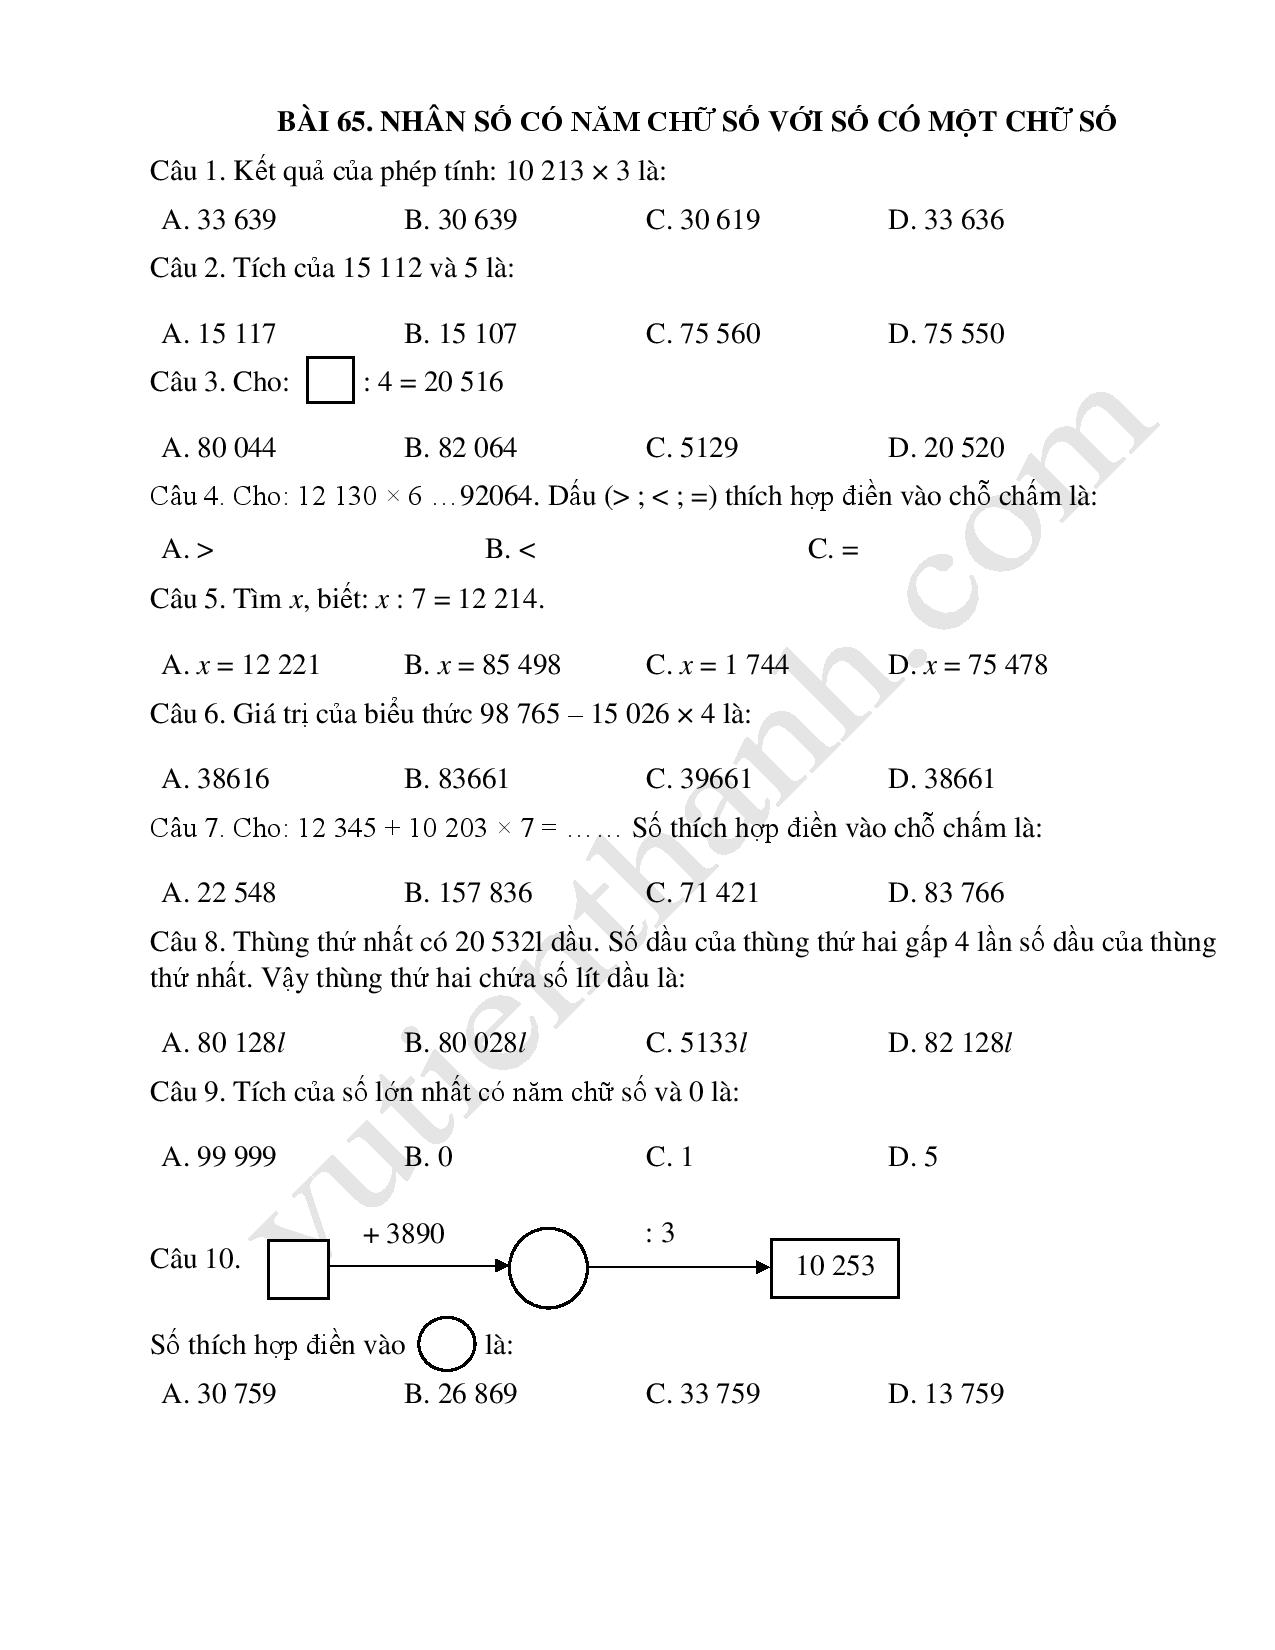 BÀI 65. NHÂN SỐ CÓ NĂM CHỮ SỐ VỚI SỐ CÓ MỘT CHỮ SỐ
Câu 1. Kết quả của phép tính: 10 213 × 3 là:
A. 33 639 B. 30 639 C. 30 619 D. 33 636
Câu 2. Tích của 15 112 và 5 là:
A. 15 117 B. 15 107 C. 75 560 D. 75 550
Câu 3. Cho: : 4 = 20 516
A. 80 044 B. 82 064 C. 5129 D. 20 520
Câu 4. Cho: 12 130 × 6 …92064. Dấu (> ; < ; =) thích hợp điền vào chỗ chấm là:
A. > B. < C. =
Câu 5. Tìm x, biết: x : 7 = 12 214.
A. x = 12 221 B. x = 85 498 C. x = 1 744 D. x = 75 478
Câu 6. Giá trị của biểu thức 98 765 – 15 026 × 4 là:
A. 38616 B. 83661 C. 39661 D. 38661
Câu 7. Cho: 12 345 + 10 203 × 7 = …… Số thích hợp điền vào chỗ chấm là:
A. 22 548 B. 157 836 C. 71 421 D. 83 766
Câu 8. Thùng thứ nhất có 20 532l dầu. Số dầu của thùng thứ hai gấp 4 lần số dầu của thùng
thứ nhất. Vậy thùng thứ hai chứa số lít dầu là:
A. 80 128l B. 80 028l C. 5133l D. 82 128l
Câu 9. Tích của số lớn nhất có năm chữ số và 0 là:
A. 99 999 B. 0 C. 1 D. 5
+ 3890 : 3
Câu 10. 10 253
Số thích hợp điền vào là:
A. 30 759 B. 26 869 C. 33 759 D. 13 759
vutienthanh.com